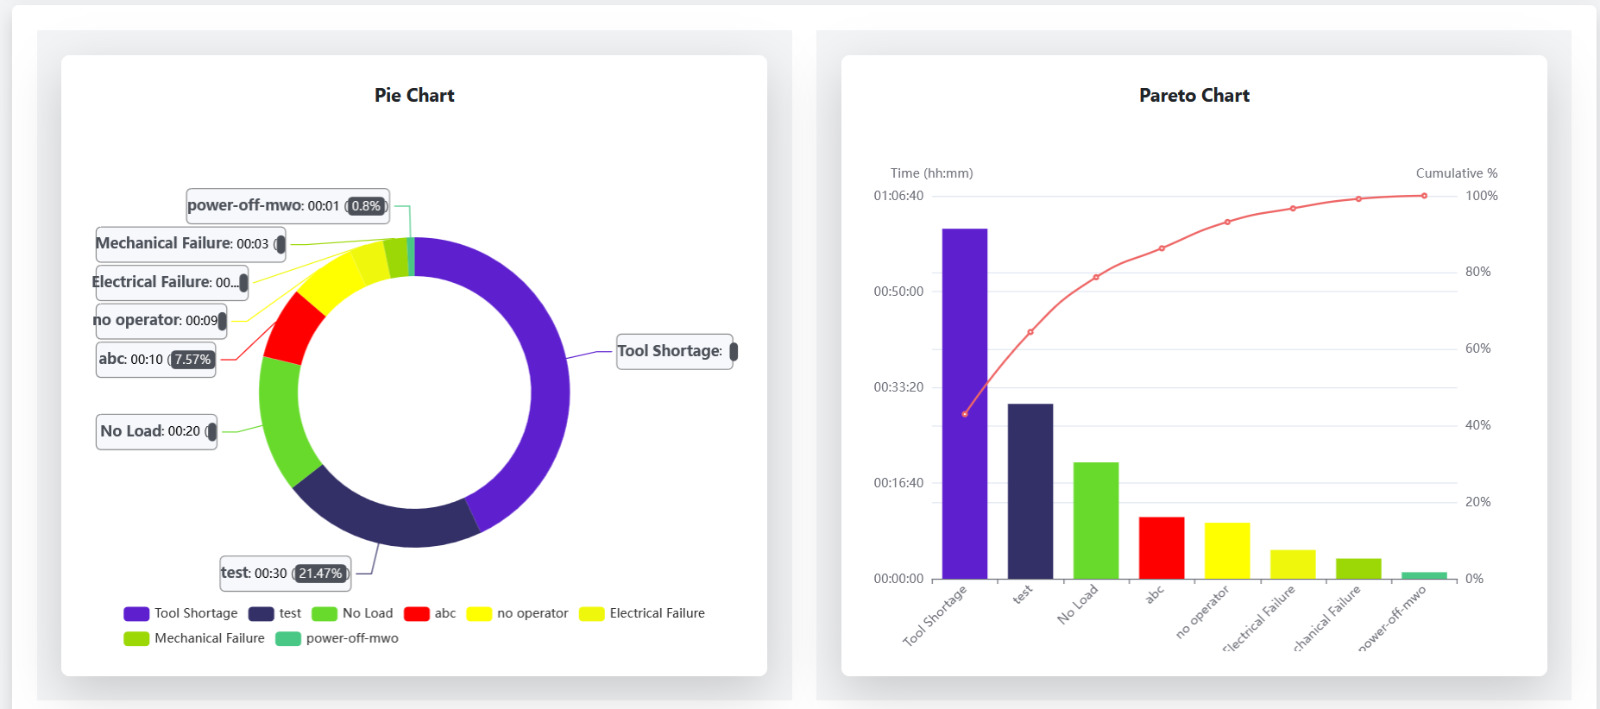 Pie Chart
power-off-mwo: 00:01 (0.8%)
Mechanical Failure: 00:03 (
Electrical Failure: 00...
no operator: 00:09
abc: 00:10 (7.57%
No Load: 00:20 (
Tool Shortage:
test: 00:30 (21.47%)
Tool Shortage test No Load abc no operator Electrical Failure
Mechanical Failure power-off-mwo
Pareto Chart
Time (hh:mm) Cumulative %
01:06:40 100%
80%
00:50:00
60%
00:33:20
40%
00:16:40
20%
00:00:00 0%
Tool Shortage
test
No Load
abc
no operator
Electrical Failure
chanical Failure
power-off-mwo